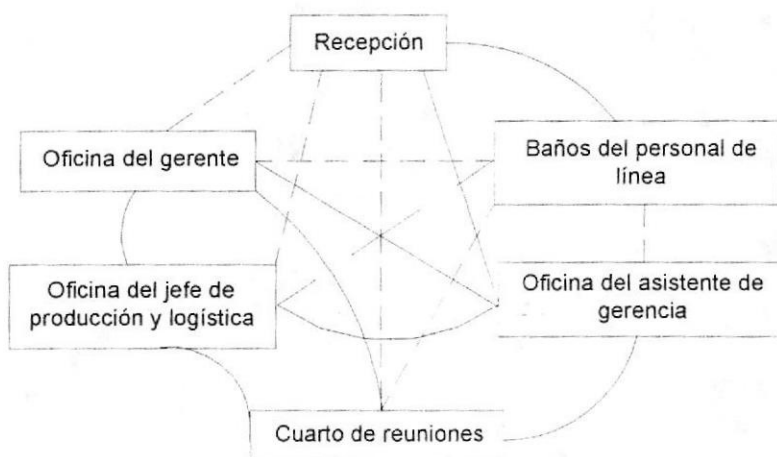 Recepción
Oficina del gerente
Baños del personal de
línea
Oficina del jefe de
producción y logística
Oficina del asistente de
gerencia
Cuarto de reuniones